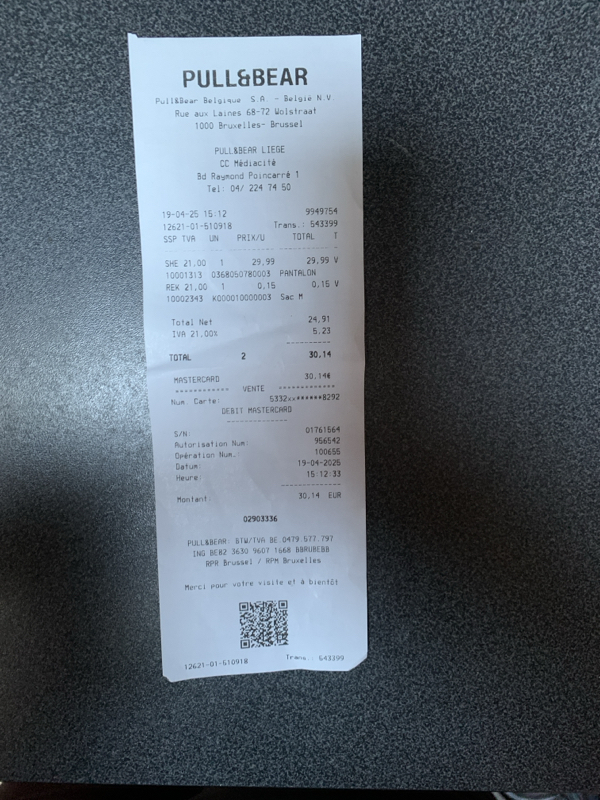 PULL&BEAR
Pull&Bear Belgique S.A. - België N.V
Rue aux Laines 68-72 Wolstraat
1000 Bruxelles- Brussel
PULL&BEAR LIEGE
CC Médiacité
Bd Raymond Poincarré 1
Tel: 04/ 224 74 50
19-04-25 15:12 9949754
12621-01-510918 Trans.: 543399
SSP TVA UN PRIX/U TOTAL T
SHE 21,00 1 29,99 29,99 V
10001313 0368050780003 PANTALON
REK 21,00 1 0,15 0,15 V
10002343 K000010000003 Sac M
Total Net 24,91
IVA 21,00% 5,23
TOTAL 2 30,14
MASTERCARD 30,14€
------------ VENTE -------------
Num. Carte: 5332xx******8292
DEBIT MASTERCARD
S/N: 01761564
Autorisation Num: 956542
Opération Num.: 100655
Datum: 19-04-2025
Heure: 15:12:33
Montant: 30,14 EUR
02903336
PULL&BEAR: BTW/TVA BE 0479.577.797
ING BE82 3630 9607 1668 BBRUBEBB
RPR Brussel / RPM Bruxelles
Merci pour votre visite et à bientôt
12621-01-510918 Trans.: 543399